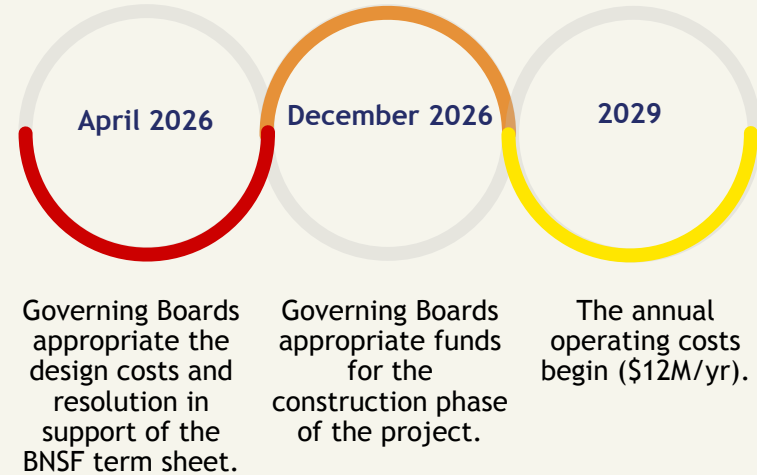 April 2026
Governing Boards
appropriate the
design costs and
resolution in
support of the
BNSF term sheet.
December 2026
Governing Boards
appropriate funds
for the
construction phase
of the project.
2029
The annual
operating costs
begin ($12M/yr).